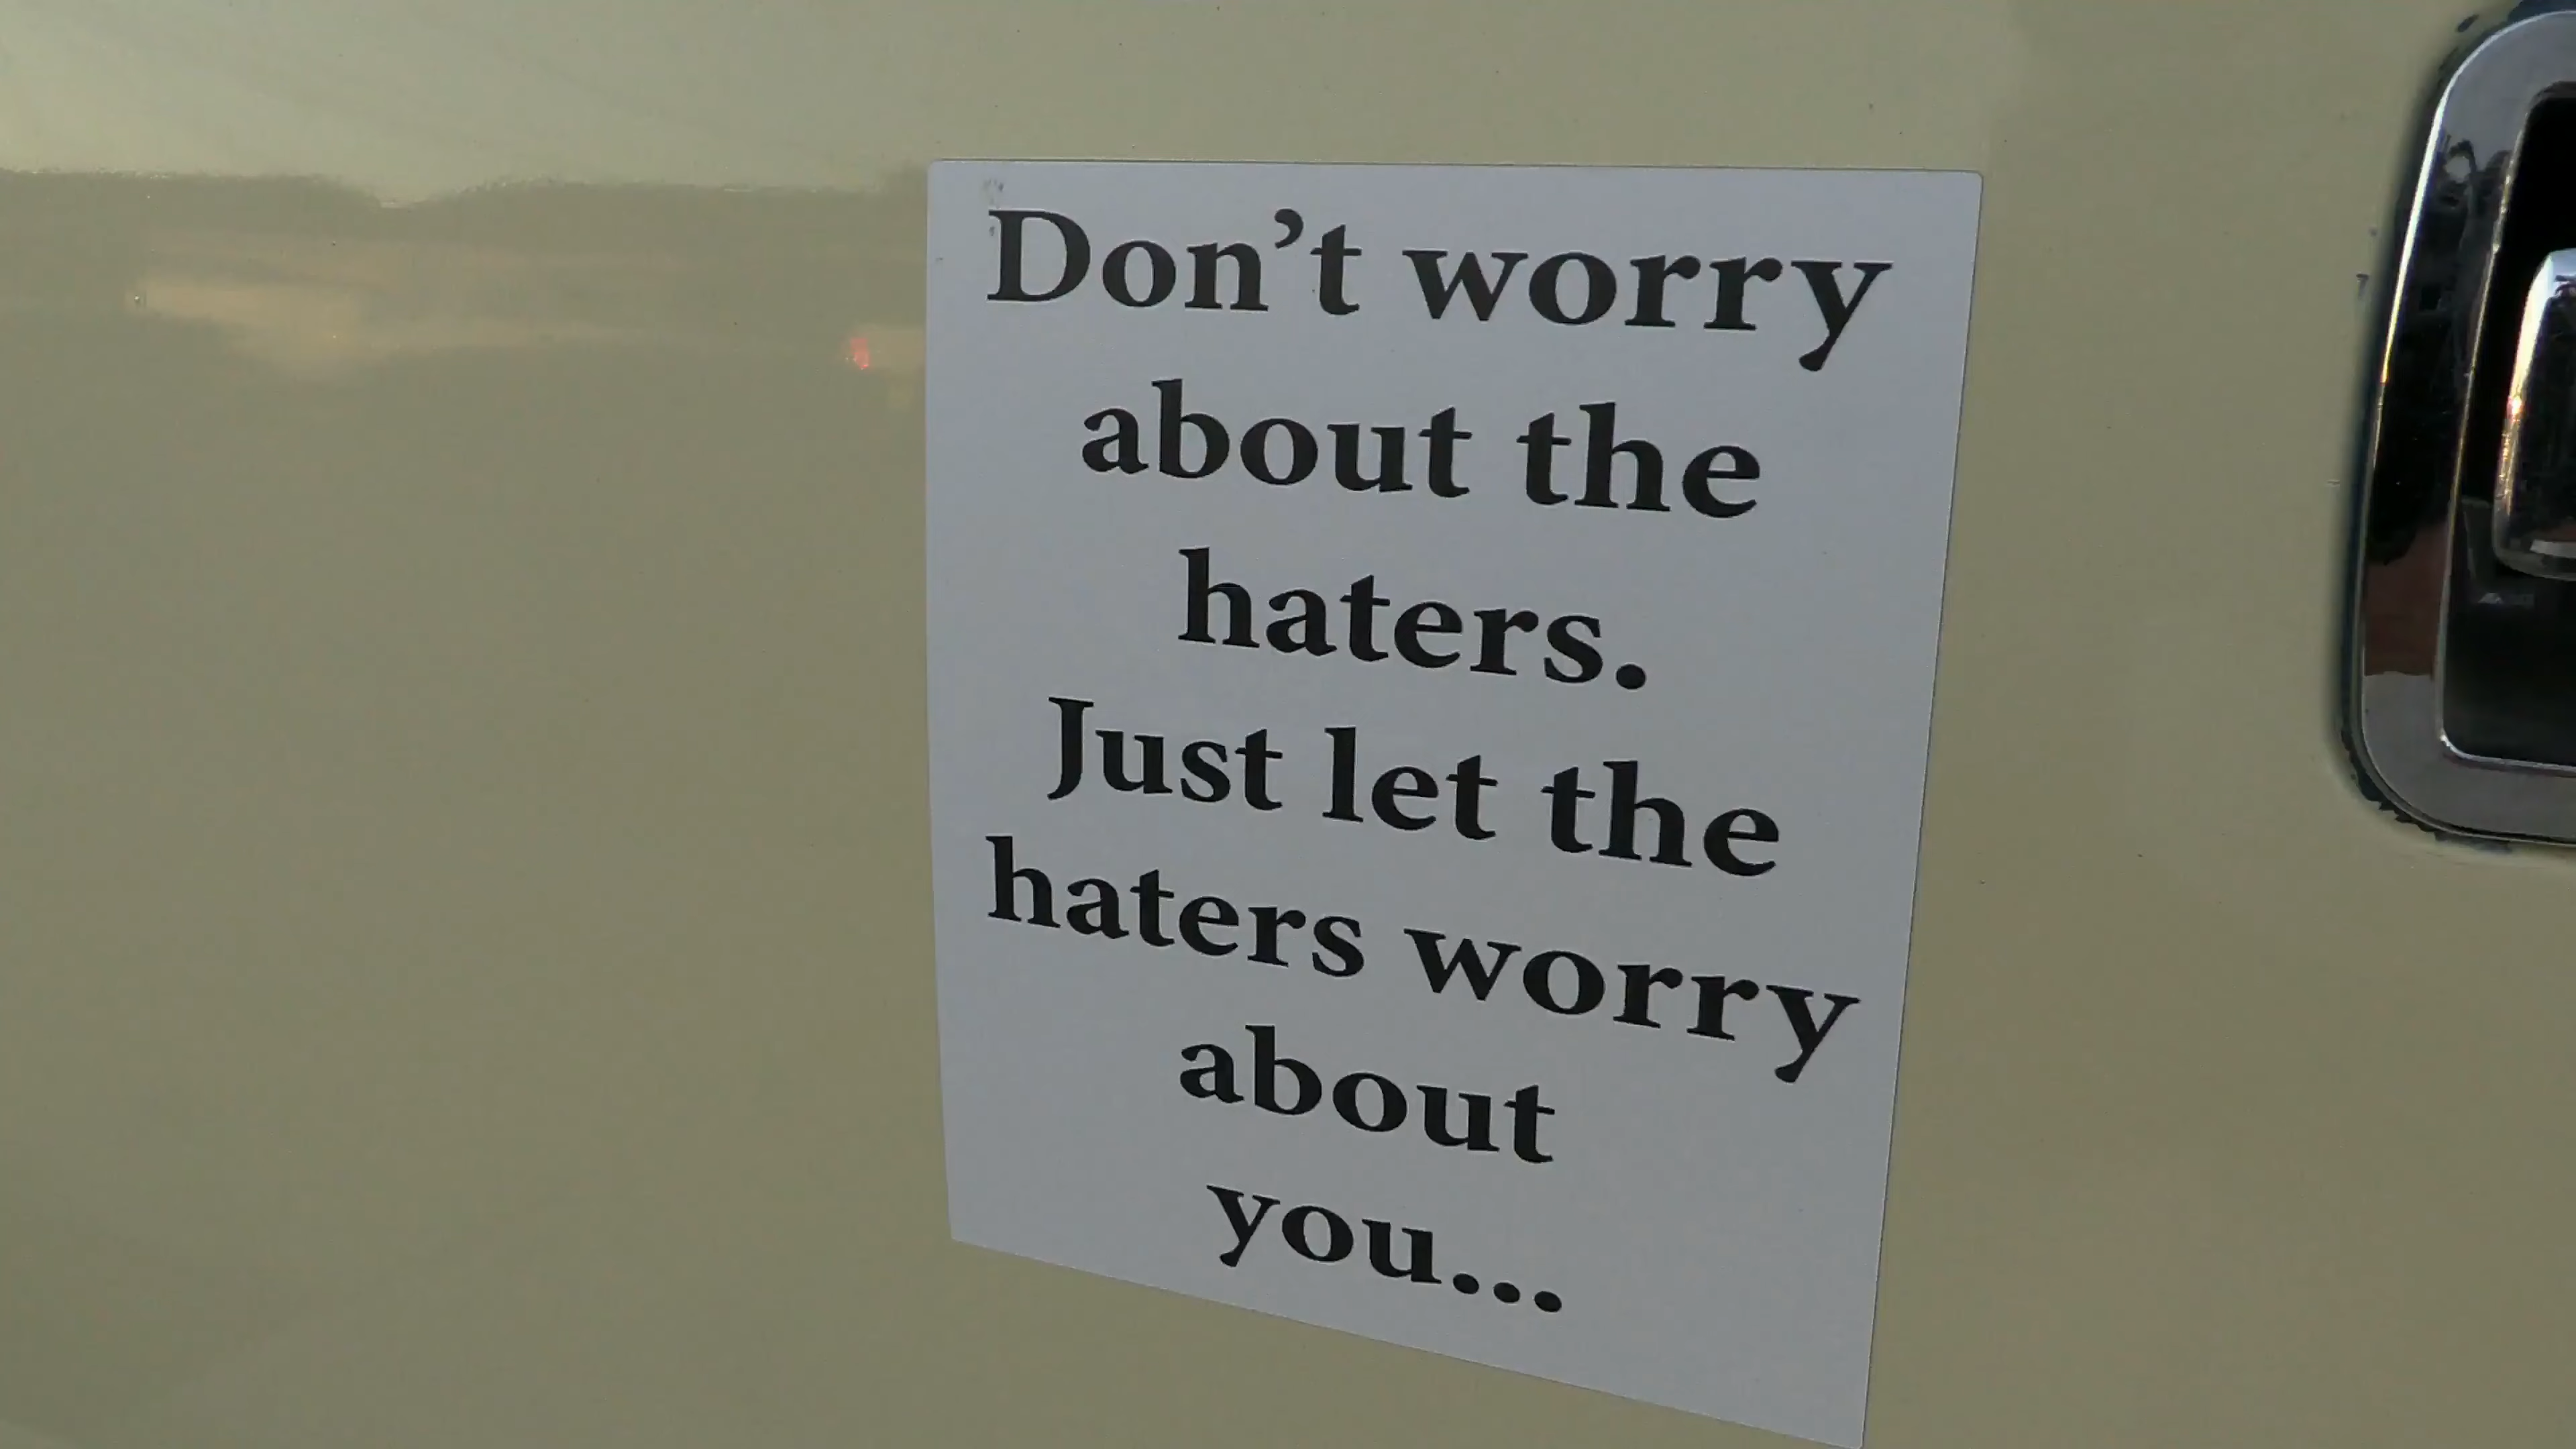 Don’t worry
about the
haters.
Just let the
haters worry
about
you...